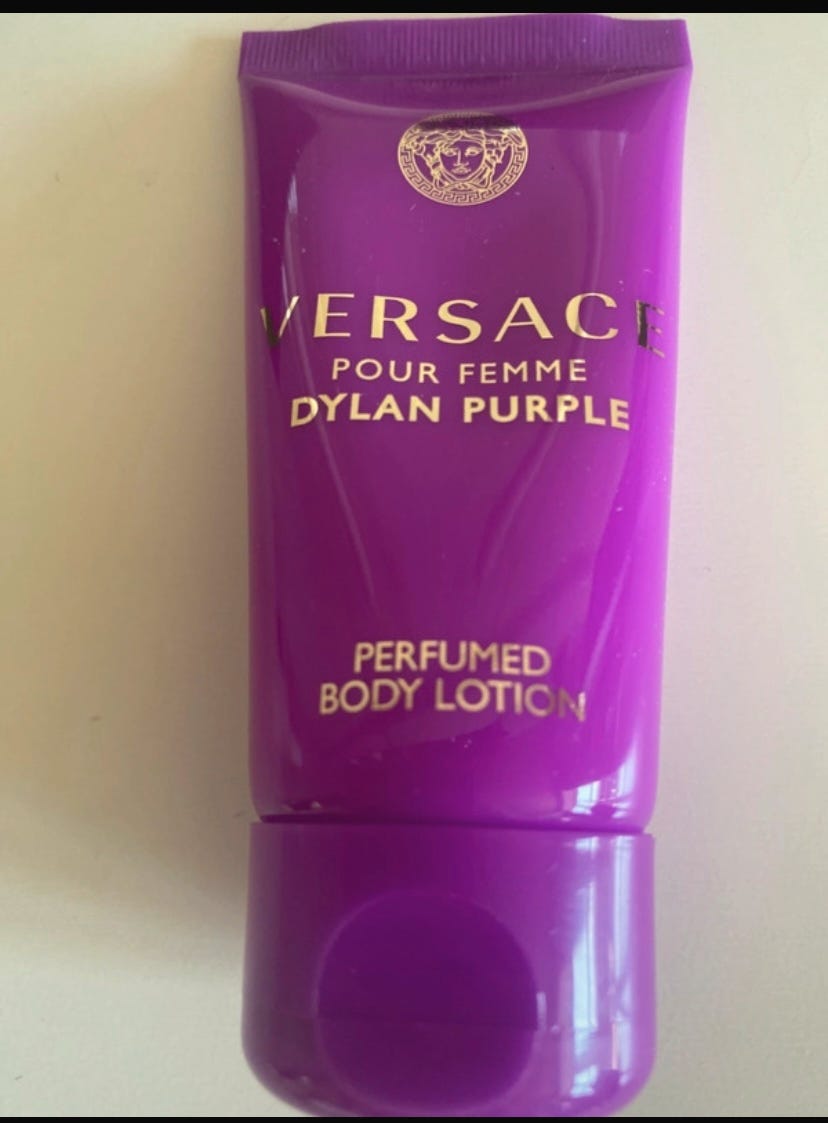 VERSACE
POUR FEMME
DYLAN PURPLE
PERFUMED
BODY LOTION